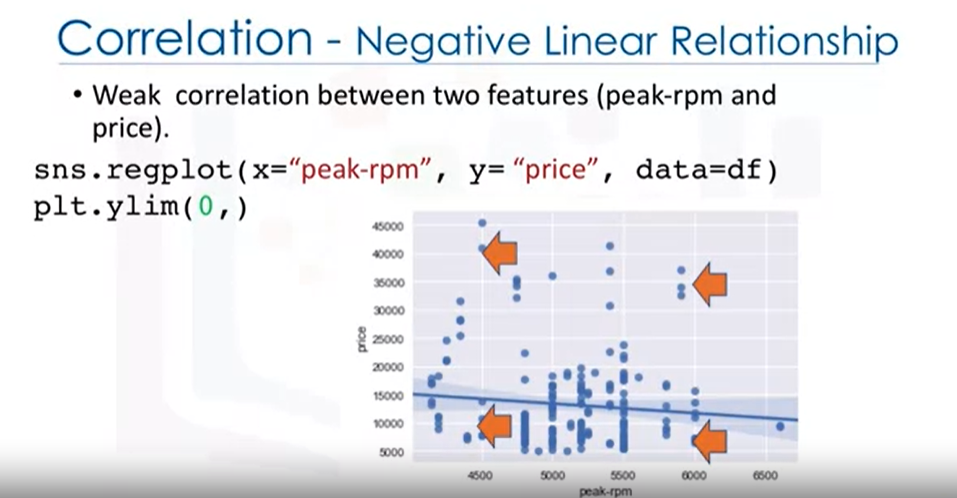 Correlation - Negative Linear Relationship
• Weak correlation between two features (peak-rpm and
price).
sns.regplot(x=“peak-rpm”, y= “price”, data=df)
plt.ylim(0,)
45000
40000
35000
30000
25000
20000
15000
10000
5000
price
4500 5000 5500 6000 6500
peak-rpm